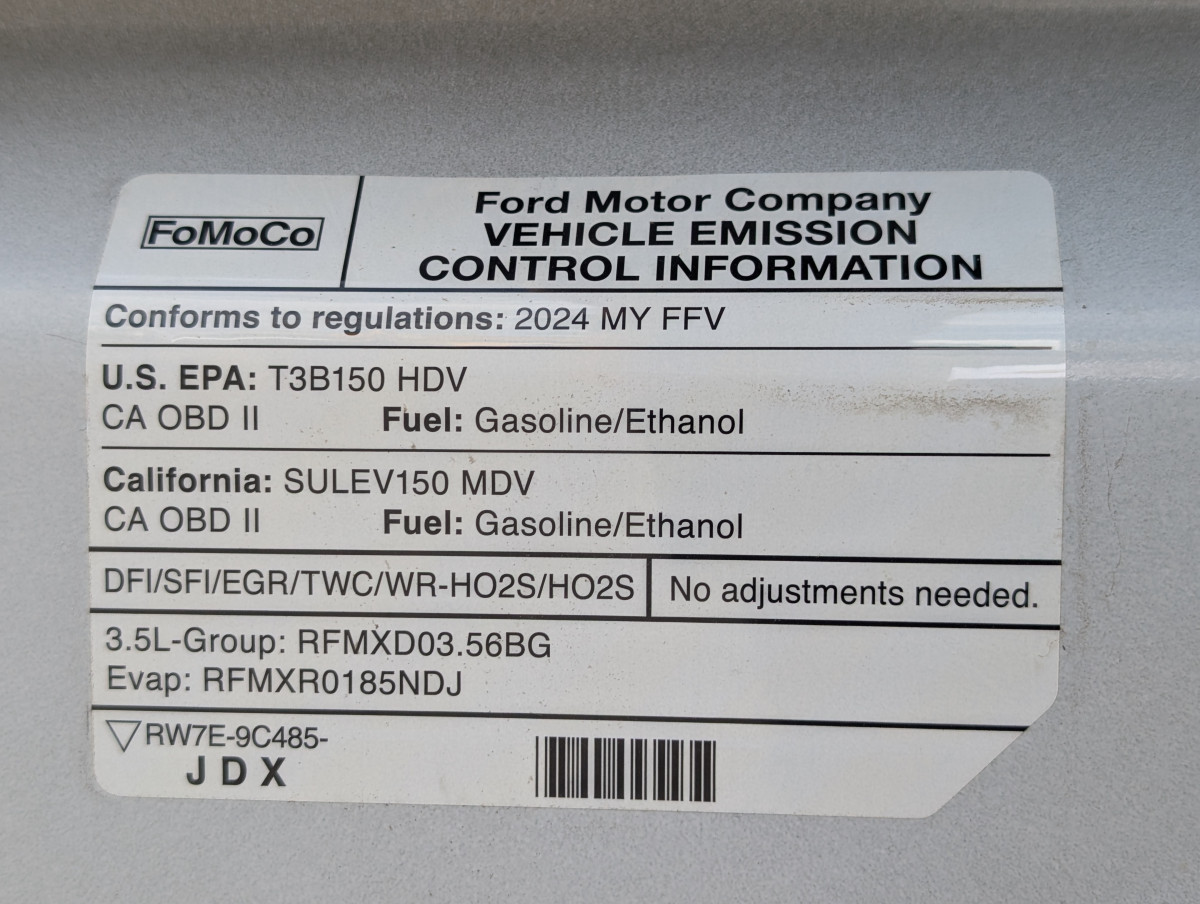 FoMoCo
Ford Motor Company
VEHICLE EMISSION
CONTROL INFORMATION
Conforms to regulations: 2024 MY FFV
U.S. EPA: T3B150 HDV
CA OBD II Fuel: Gasoline/Ethanol
California: SULEV150 MDV
CA OBD II Fuel: Gasoline/Ethanol
DFI/SFI/EGR/TWC/WR-HO2S/HO2S No adjustments needed.
3.5L-Group: RFMXD03.56BG
Evap: RFMXR0185NDJ
RW7E-9C485-
JDX